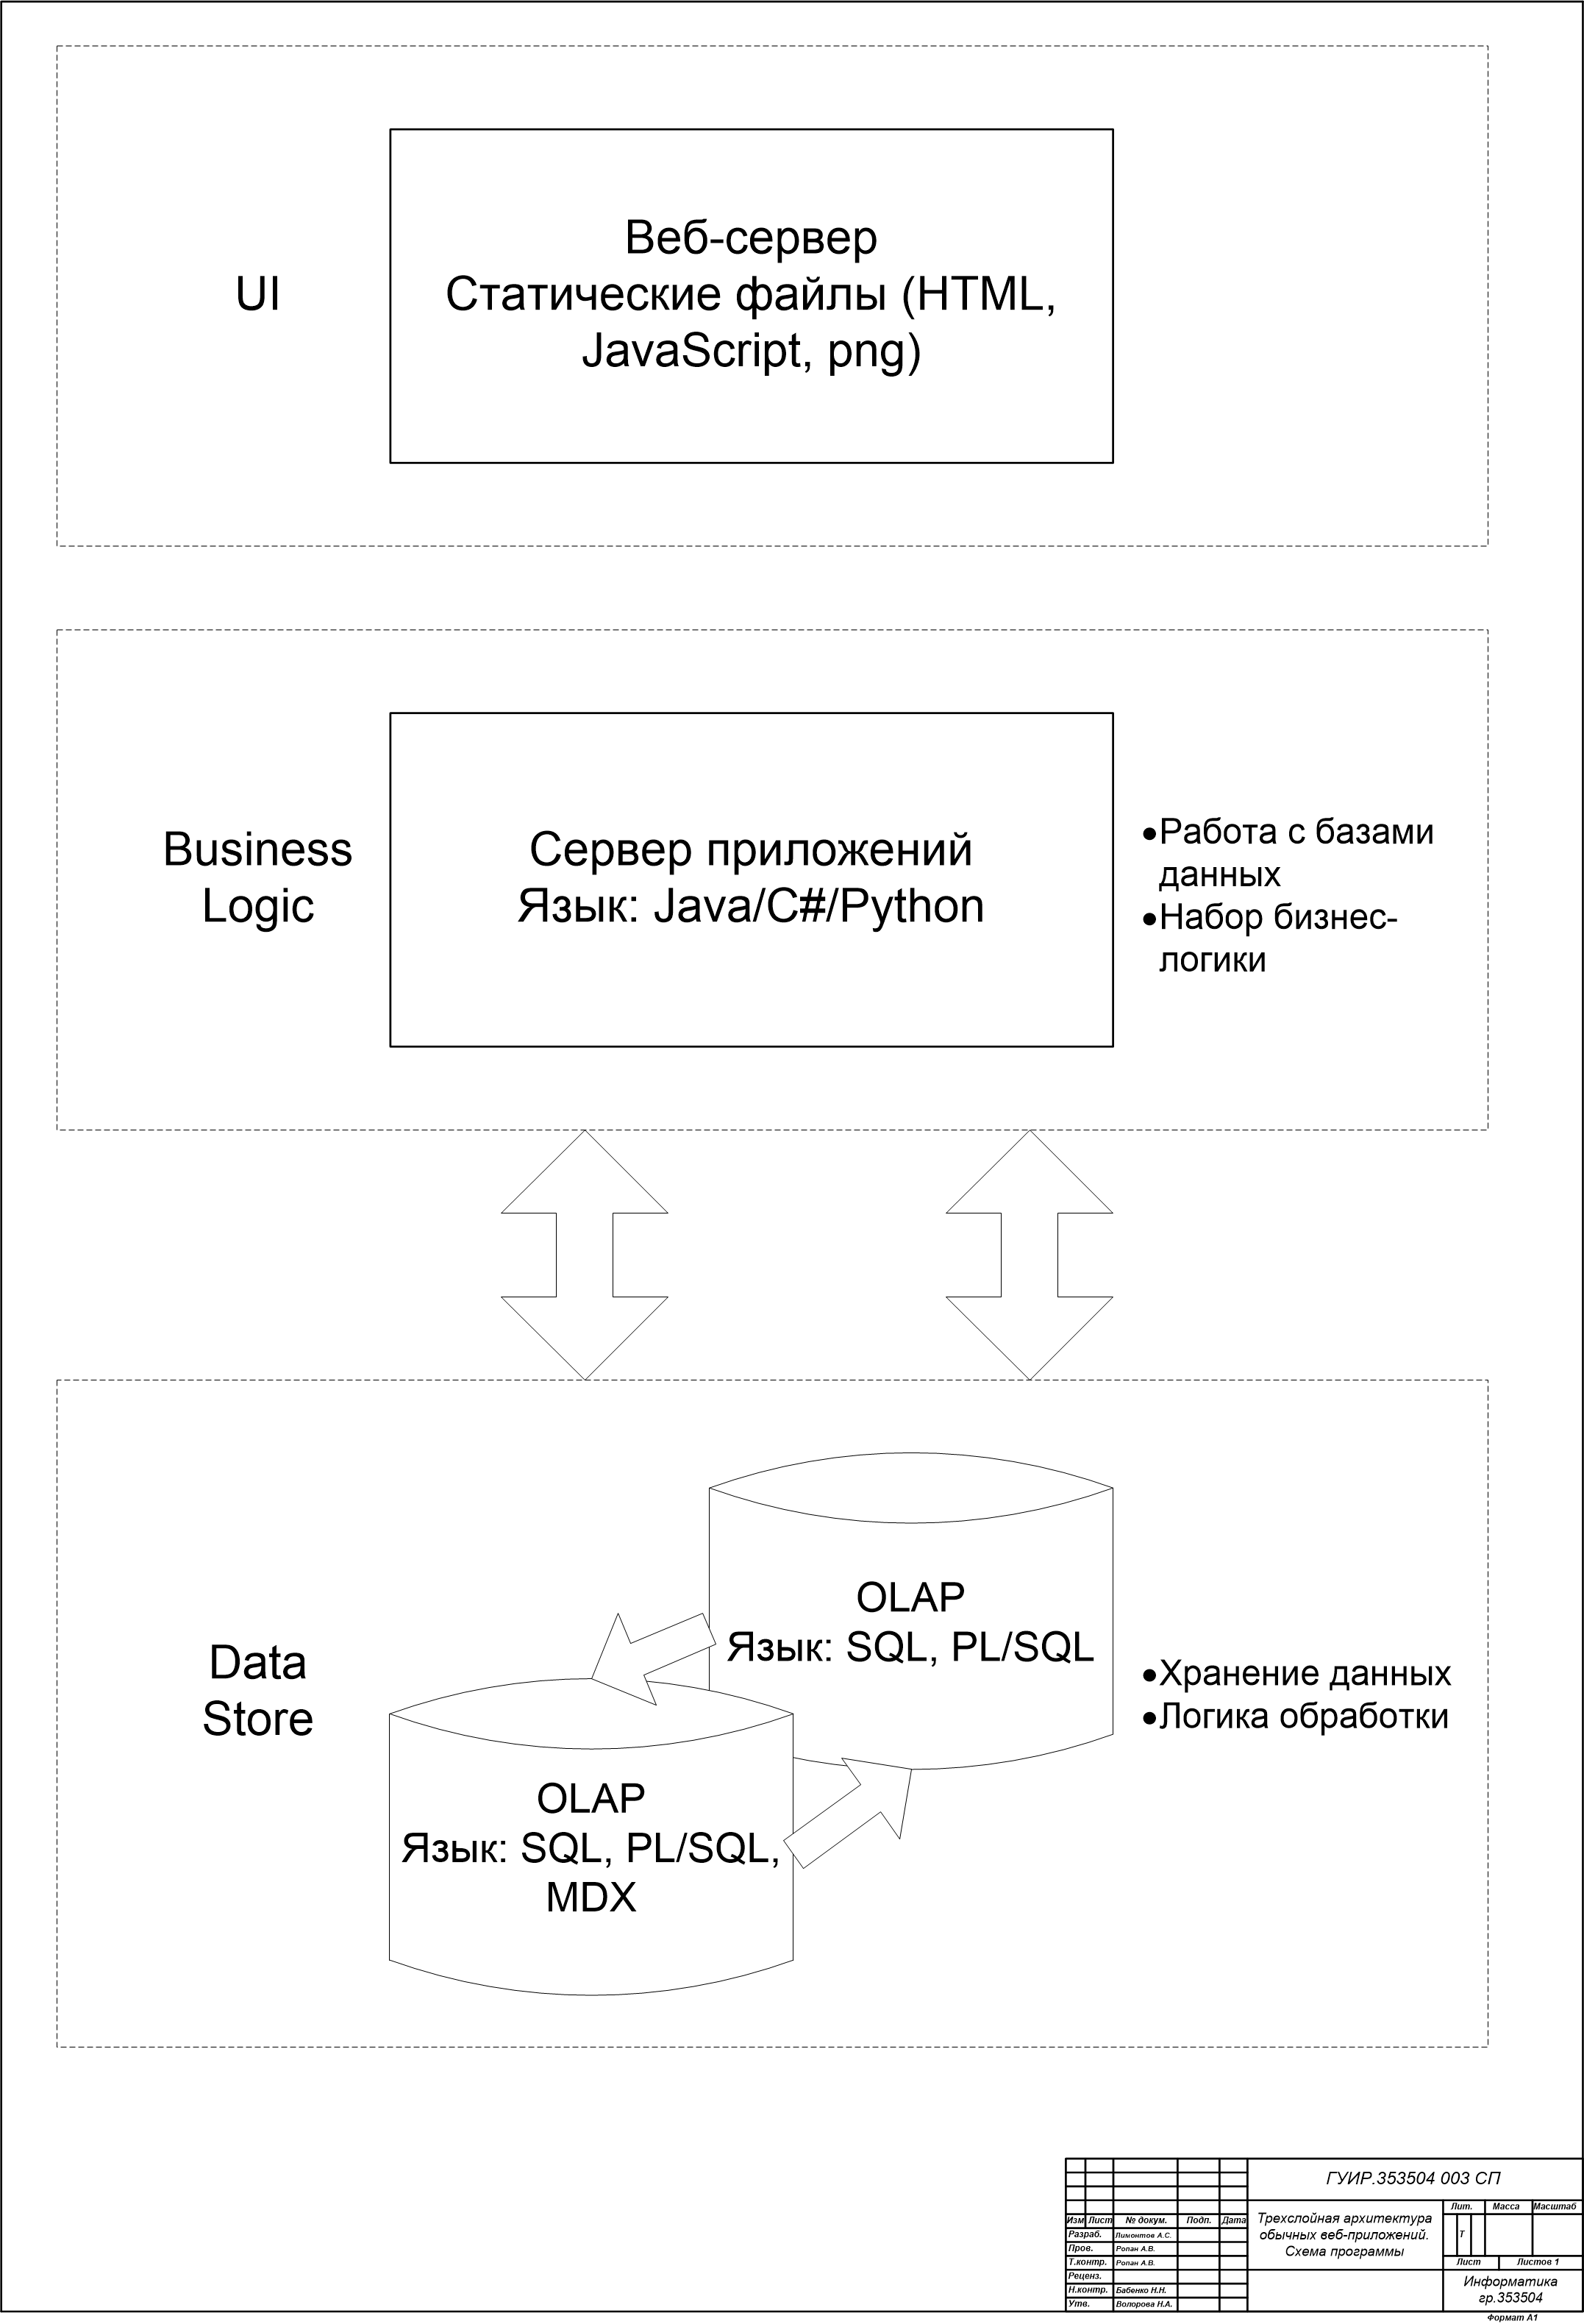 UI
Веб-сервер
Статические файлы (HTML,
JavaScript, png)
Business
Logic
Сервер приложений
Язык: Java/C#/Python
•Работа с базами
данных
•Набор бизнес-
логики
Data
Store
OLAP
Язык: SQL, PL/SQL
OLAP
Язык: SQL, PL/SQL,
MDX
•Хранение данных
•Логика обработки
ГУИР.353504 003 СП
Изм Лист № докум. Подп. Дата
Разраб. Лимонтов А.С.
Пров. Ропан А.В.
Т.контр. Ропан А.В.
Реценз.
Н.контр. Бабенко Н.Н.
Утв. Волорова Н.А.
Трехслойная архитектура
обычных веб-приложений.
Схема программы
Лит. Масса Масштаб
Т
Лист Листов 1
Информатика
гр.353504
Формат А1